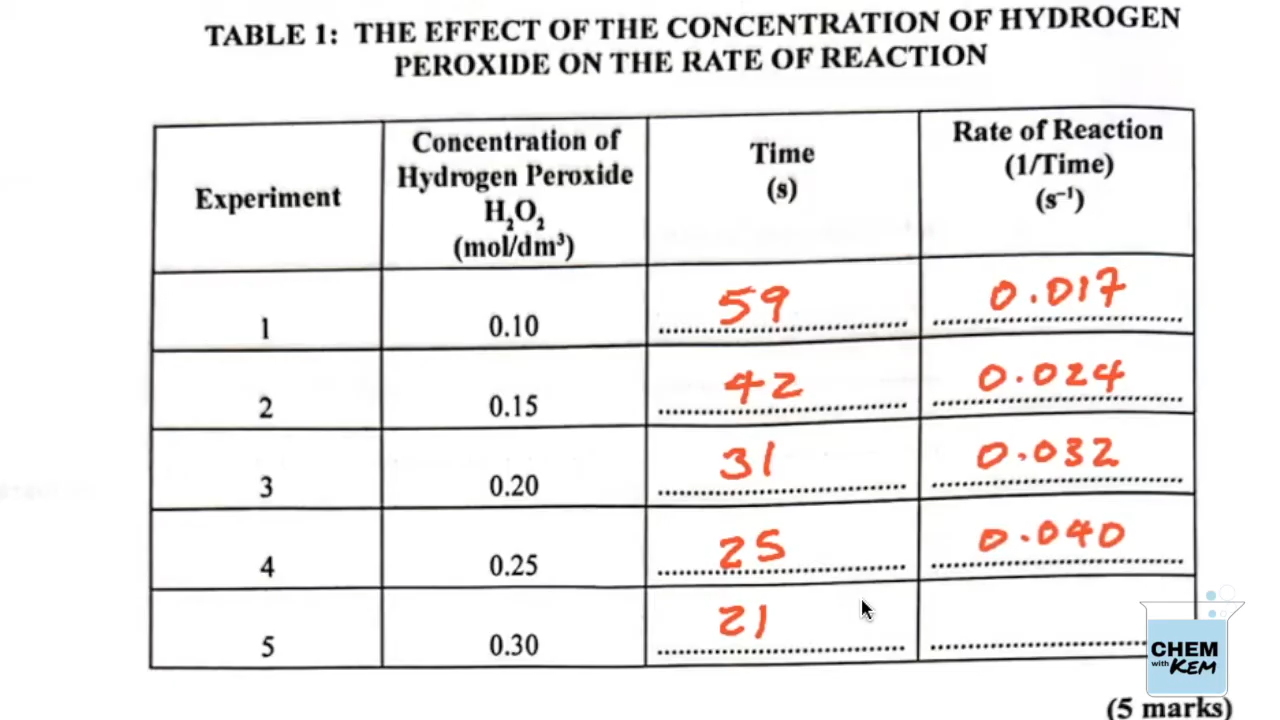 TABLE 1: THE EFFECT OF THE CONCENTRATION OF HYDROGEN
PEROXIDE ON THE RATE OF REACTION
Experiment
Concentration of
Hydrogen Peroxide
H₂O₂
(mol/dm³)
Time
(s)
Rate of Reaction
(1/Time)
(s⁻¹)
1 0.10 59 0.017
2 0.15 42 0.024
3 0.20 31 0.032
4 0.25 25 0.040
5 0.30 21
CHEM
with KEM
(5 marks)